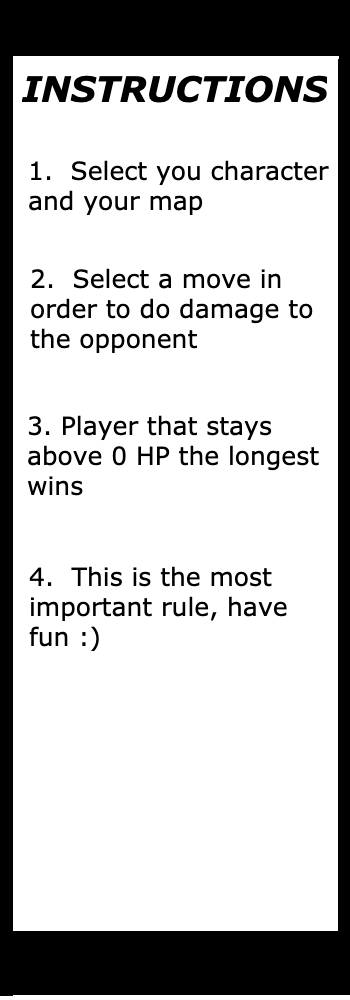 INSTRUCTIONS
1.  Select you character
and your map
2.  Select a move in
order to do damage to
the opponent
3. Player that stays
above 0 HP the longest
wins
4.  This is the most
important rule, have
fun :)